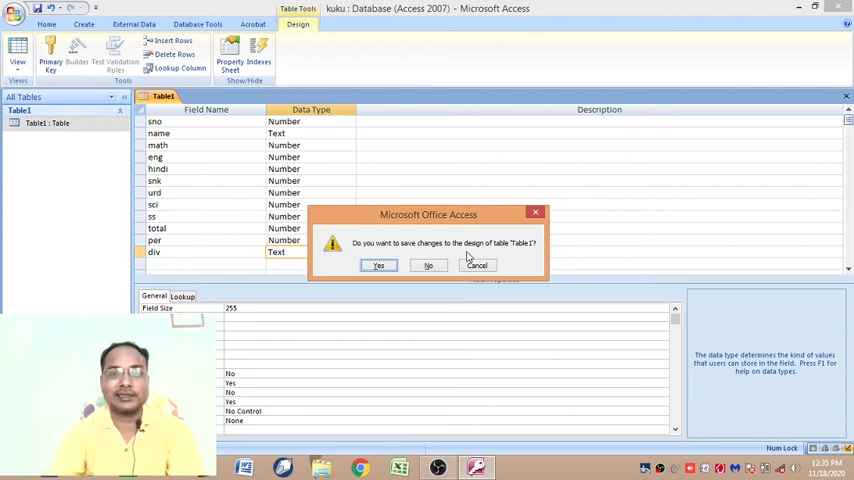 Table Tools
kuku : Database (Access 2007) - Microsoft Access
Home
Create
External Data
Database Tools
Acrobat
Design
View
Primary Key
Builder
Test Validation Rules
Insert Rows
Delete Rows
Lookup Column
Property Sheet
Indexes
Views
Tools
Show/Hide
All Tables
Table1
Table1 : Table
Table1
Field Name Data Type Description
sno Number
name Text
math Number
eng Number
hindi Number
snk Number
urd Number
sci Number
ss Number
total Number
per Number
div Text
Microsoft Office Access
Do you want to save changes to the design of table 'Table1'?
Yes No Cancel
Field Properties
General Lookup
Field Size 255
No
Yes
No
Yes
No Control
None
The data type determines the kind of values
that users can store in the field. Press F1 for
help on data types.
Num Lock
12:35 PM
11/18/2020